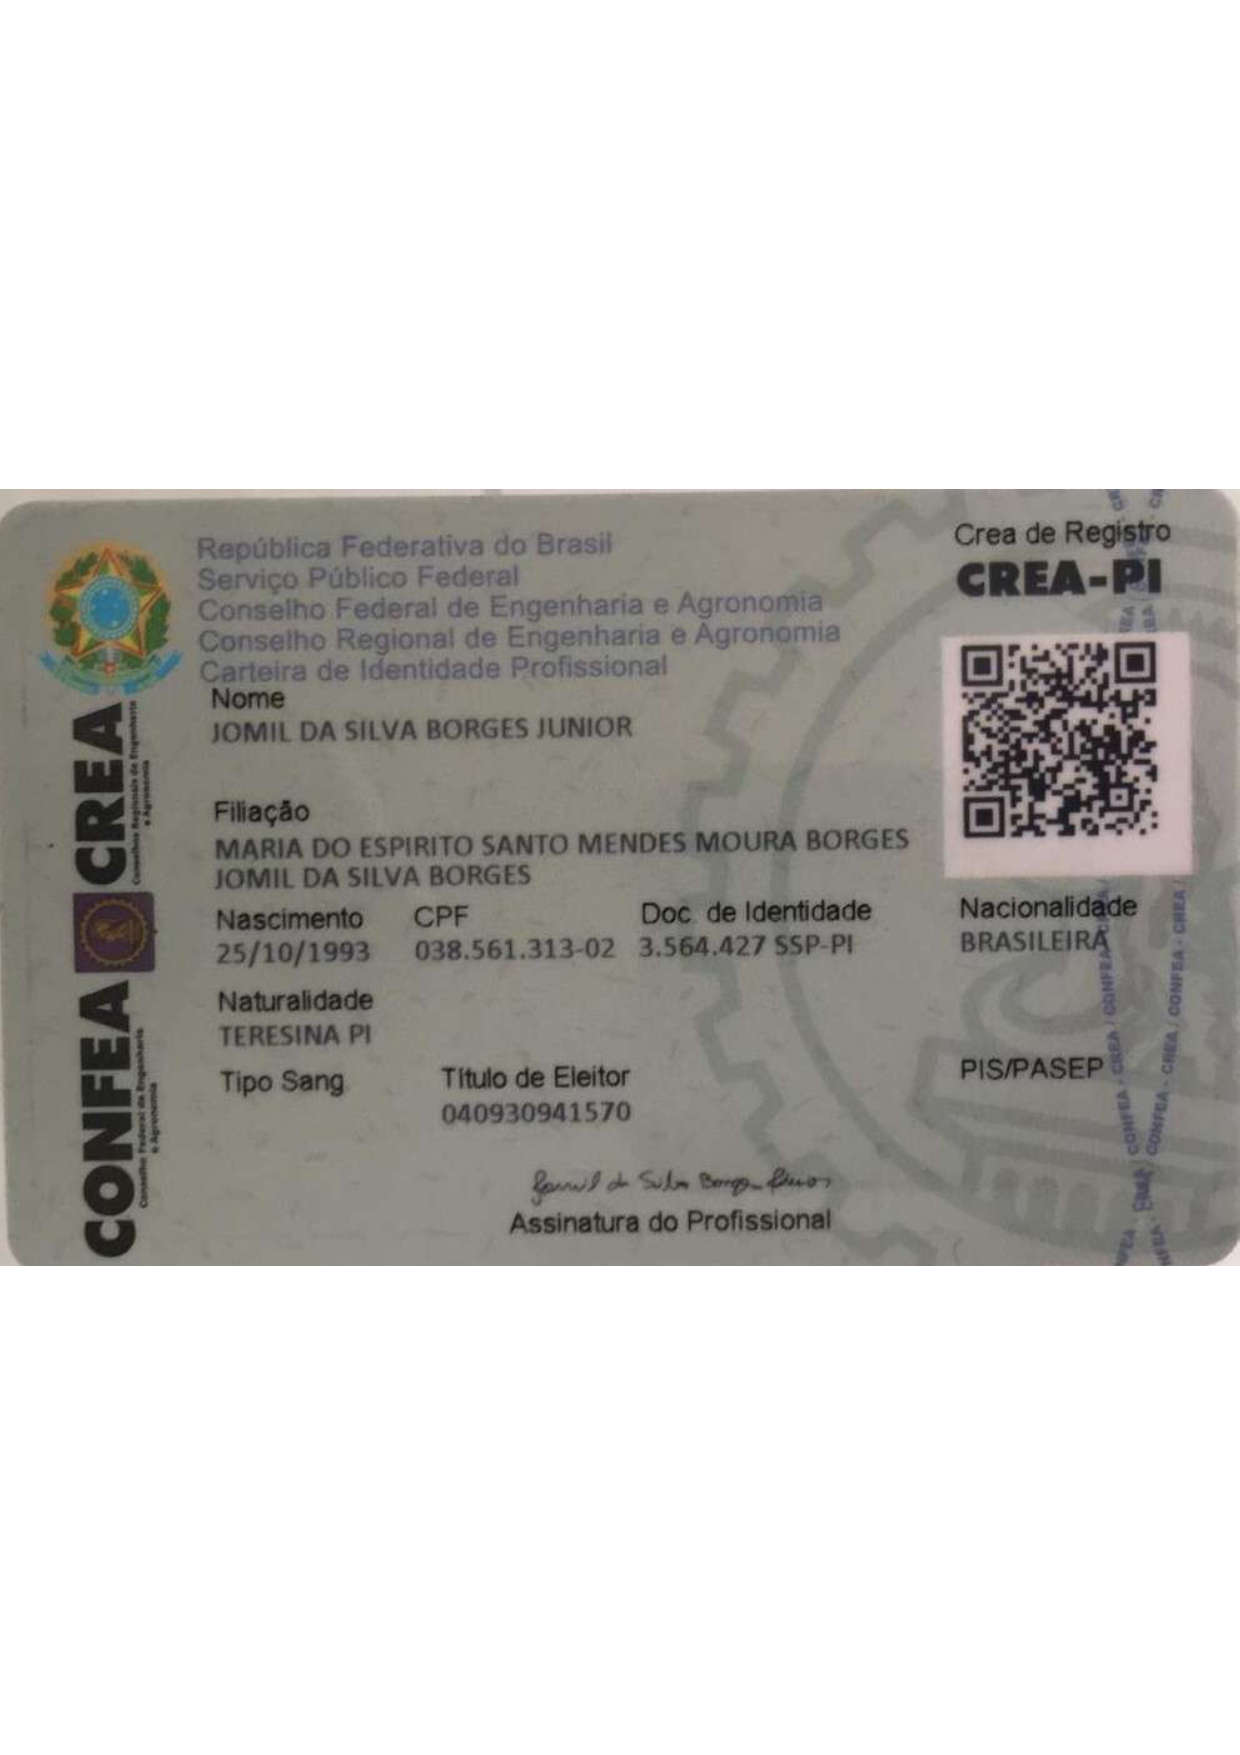 República Federativa do Brasil
Serviço Público Federal
Conselho Federal de Engenharia e Agronomia
Conselho Regional de Engenharia e Agronomia
Carteira de Identidade Profissional
Crea de Registro
CREA-PI
Nome
JOMIL DA SILVA BORGES JUNIOR
Filiação
MARIA DO ESPIRITO SANTO MENDES MOURA BORGES
JOMIL DA SILVA BORGES
Nascimento CPF Doc. de Identidade Nacionalidade
25/10/1993 038.561.313-02 3.564.427 SSP-PI BRASILEIRA
Naturalidade
TERESINA PI
Tipo Sang. Título de Eleitor PIS/PASEP
040930941570
Jomil da Silva Borges Junior
Assinatura do Profissional
CREA
Conselhos Regionais de Engenharia
e Agronomia
CONFEA
Conselho Federal de Engenharia
e Agronomia
CONFEA - CREA / CONFEA
CONFEA - CREA / CONFEA - CREA /